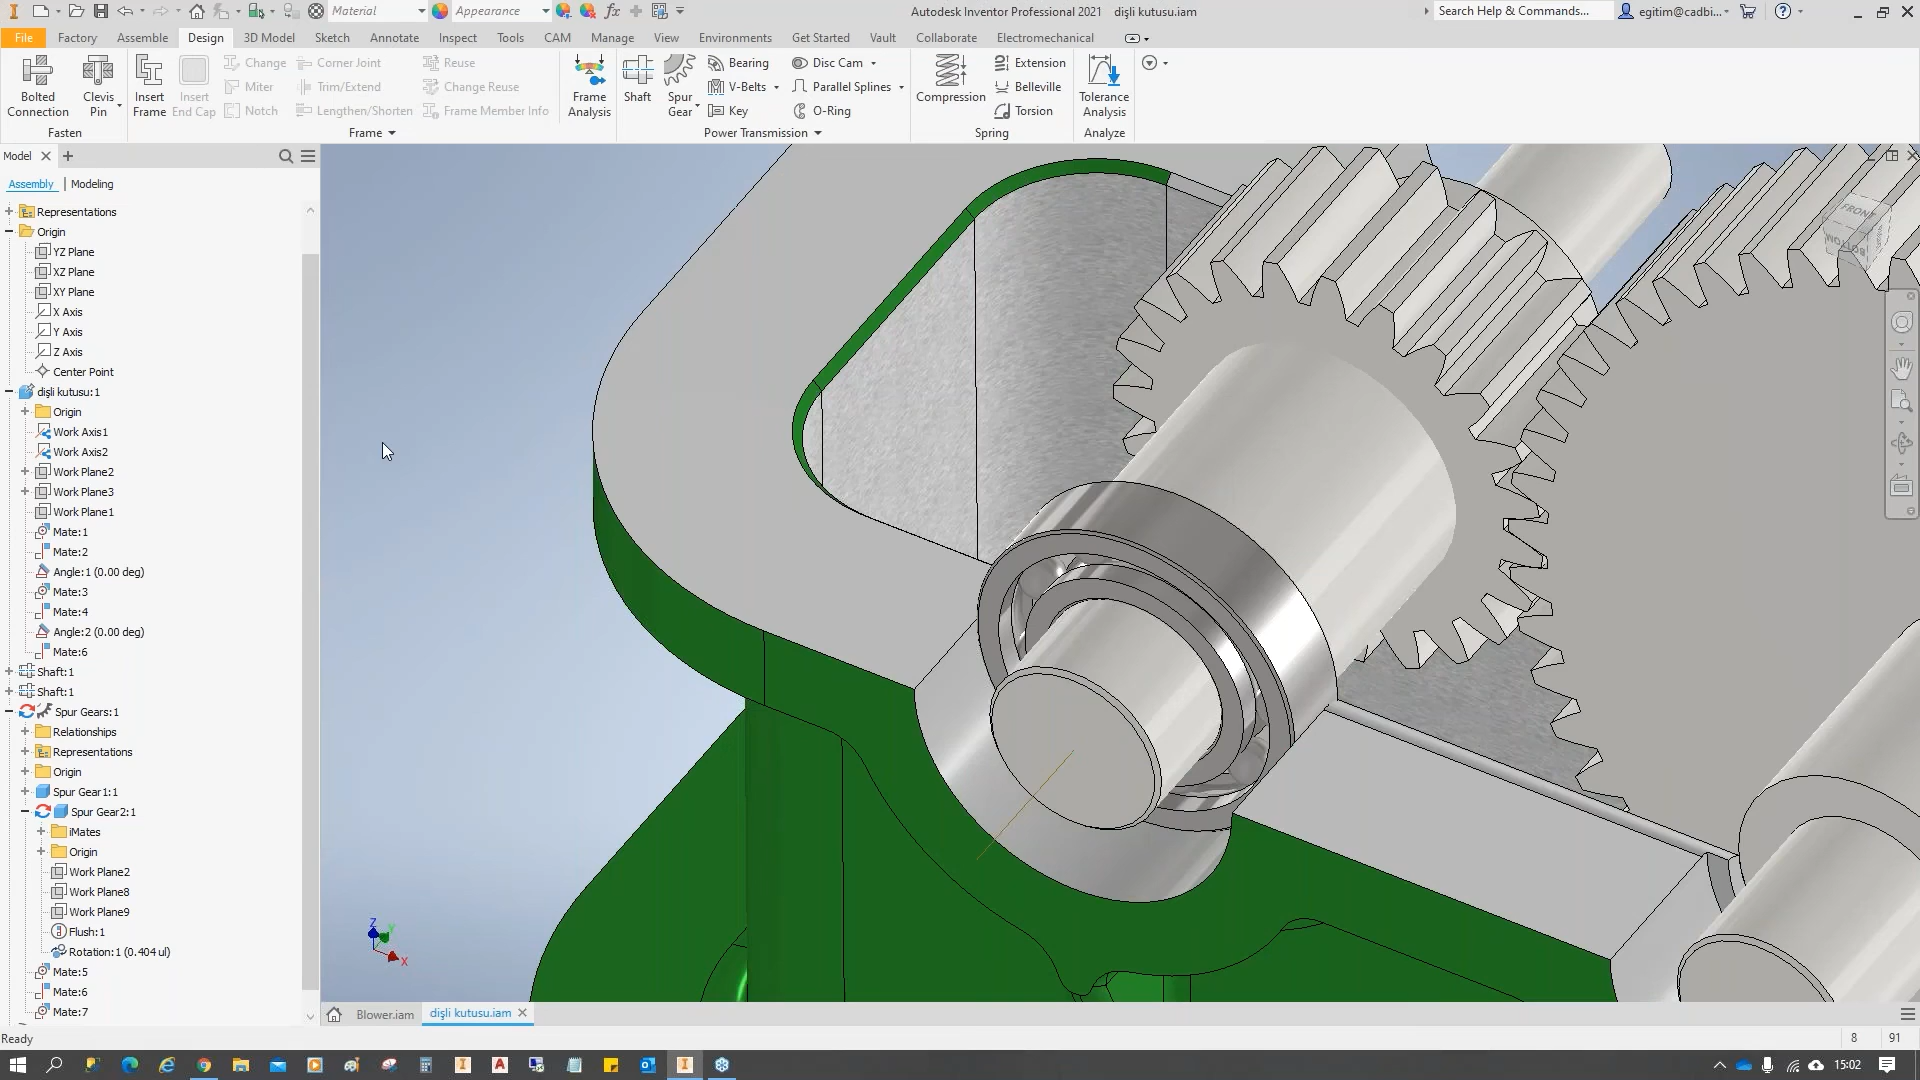 Material
Appearance
Autodesk Inventor Professional 2021 dişli kutusu.iam
Search Help & Commands...
egitim@cadbi...
File
Factory
Assemble
Design
3D Model
Sketch
Annotate
Inspect
Tools
CAM
Manage
View
Environments
Get Started
Vault
Collaborate
Electromechanical
Bolted Connection
Clevis Pin
Insert Frame
Insert End Cap
Change
Miter
Notch
Corner Joint
Trim/Extend
Lengthen/Shorten
Reuse
Change Reuse
Frame Member Info
Frame Analysis
Shaft
Spur Gear
Bearing
V-Belts
Key
Disc Cam
Parallel Splines
O-Ring
Compression
Extension
Belleville
Torsion
Tolerance Analysis
Fasten
Frame
Power Transmission
Spring
Analyze
Model
Assembly | Modeling
Representations
Origin
YZ Plane
XZ Plane
XY Plane
X Axis
Y Axis
Z Axis
Center Point
dişli kutusu:1
Origin
Work Axis1
Work Axis2
Work Plane2
Work Plane3
Work Plane1
Mate:1
Mate:2
Angle:1 (0.00 deg)
Mate:3
Mate:4
Angle:2 (0.00 deg)
Mate:6
Shaft:1
Shaft:1
Spur Gears:1
Relationships
Representations
Origin
Spur Gear1:1
Spur Gear2:1
iMates
Origin
Work Plane2
Work Plane8
Work Plane9
Flush:1
Rotation:1 (0.404 ul)
Mate:5
Mate:6
Mate:7
FRONT
BOTTOM
Z
Y
X
Blower.iam
dişli kutusu.iam
Ready
8 91
15:02